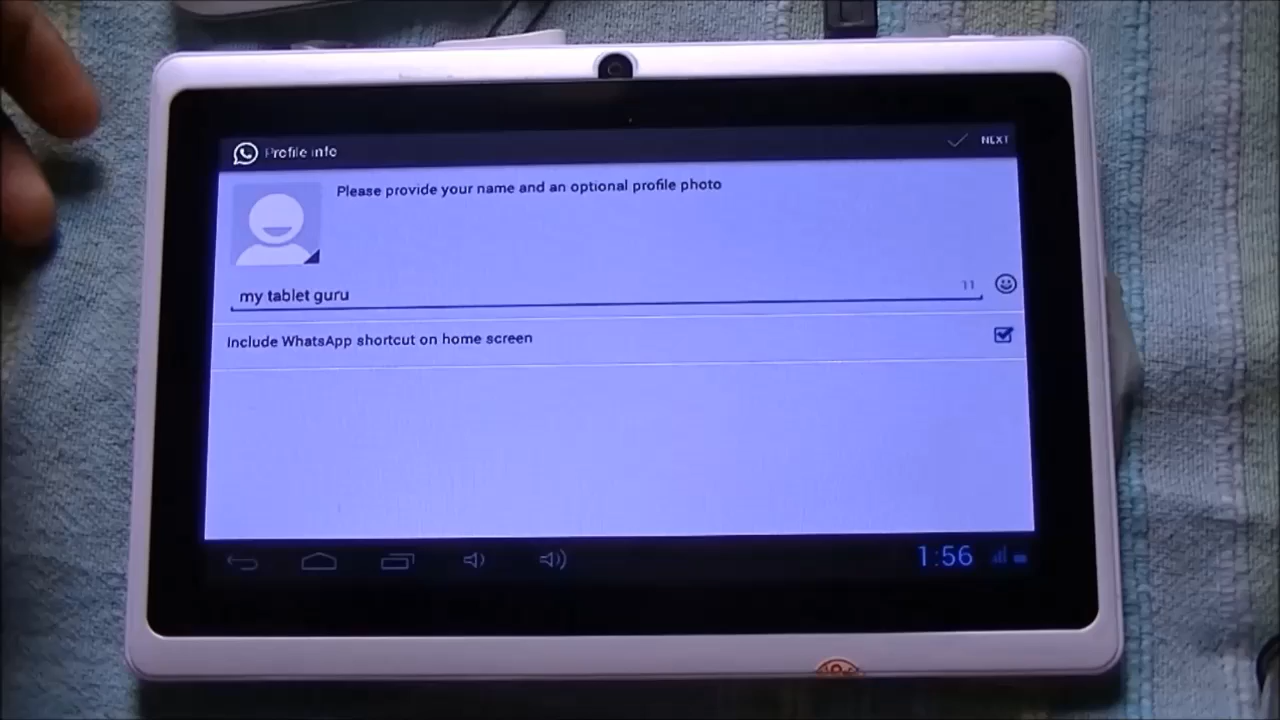 Profile info
NEXT
Please provide your name and an optional profile photo
my tablet guru
11
Include WhatsApp shortcut on home screen
1:56